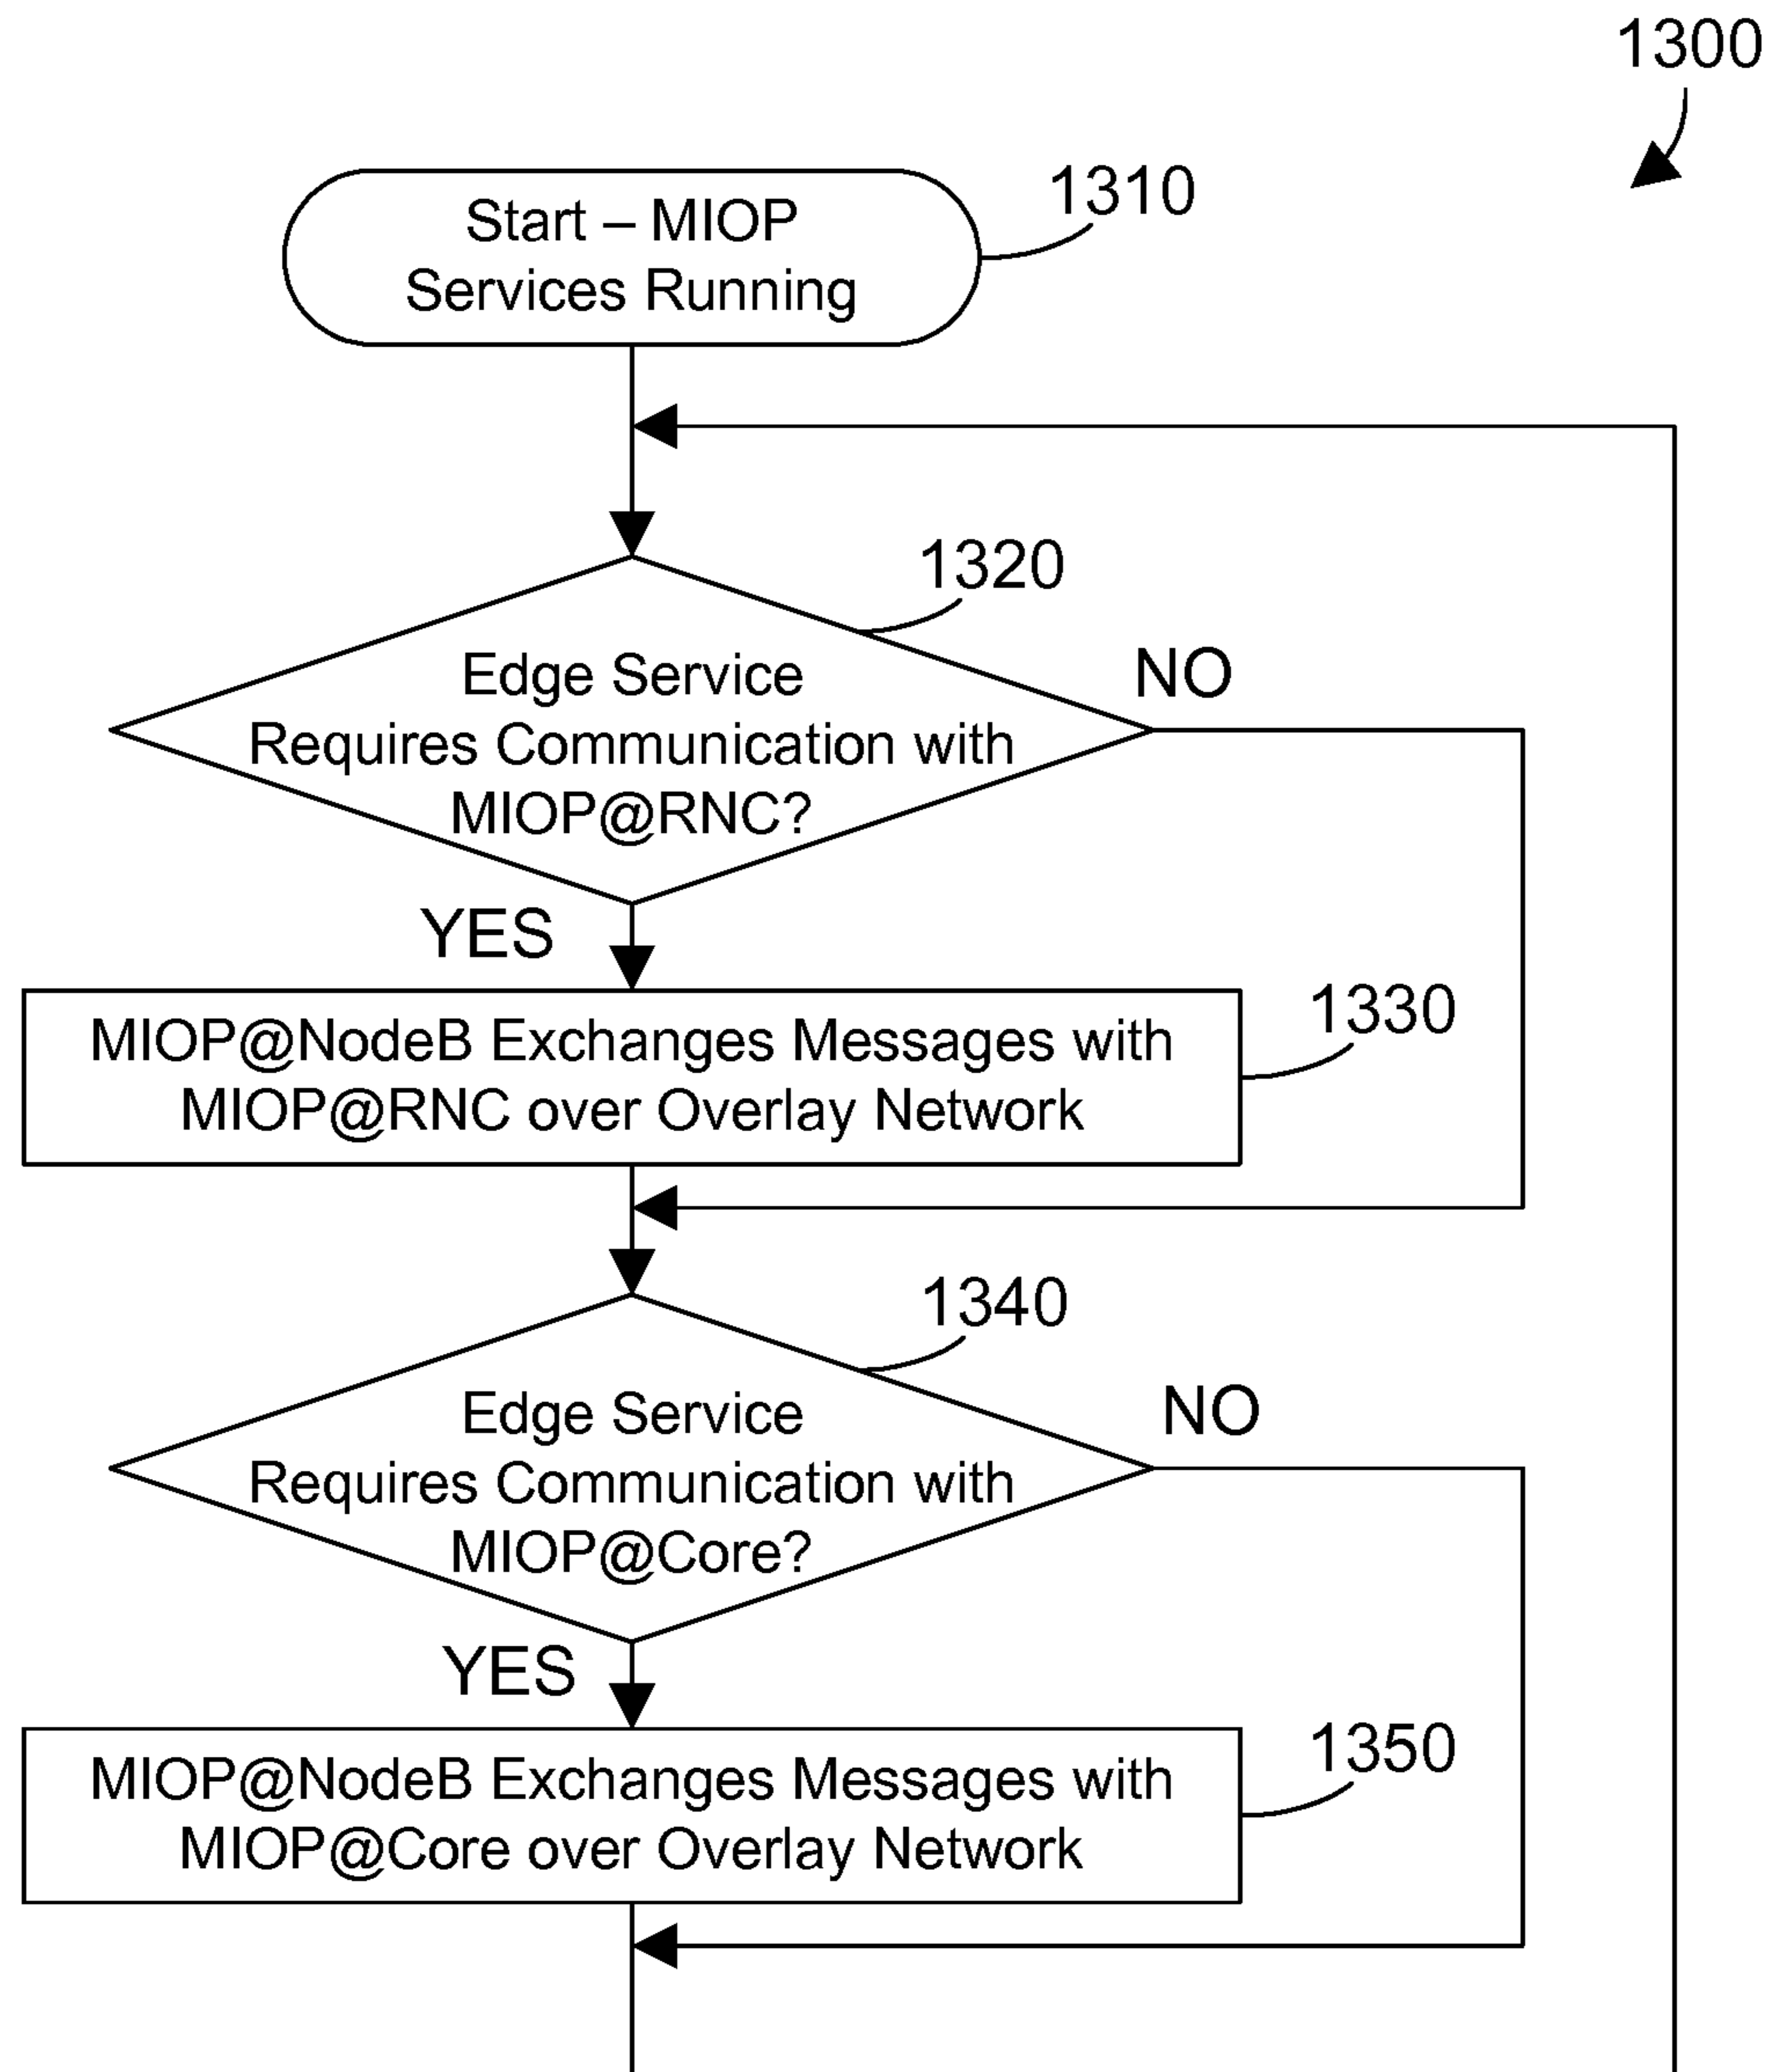 1300
1310
Start – MIOP
Services Running
1320
Edge Service
Requires Communication with
MIOP@RNC?
NO
YES
1330
MIOP@NodeB Exchanges Messages with
MIOP@RNC over Overlay Network
1340
Edge Service
Requires Communication with
MIOP@Core?
NO
YES
1350
MIOP@NodeB Exchanges Messages with
MIOP@Core over Overlay Network